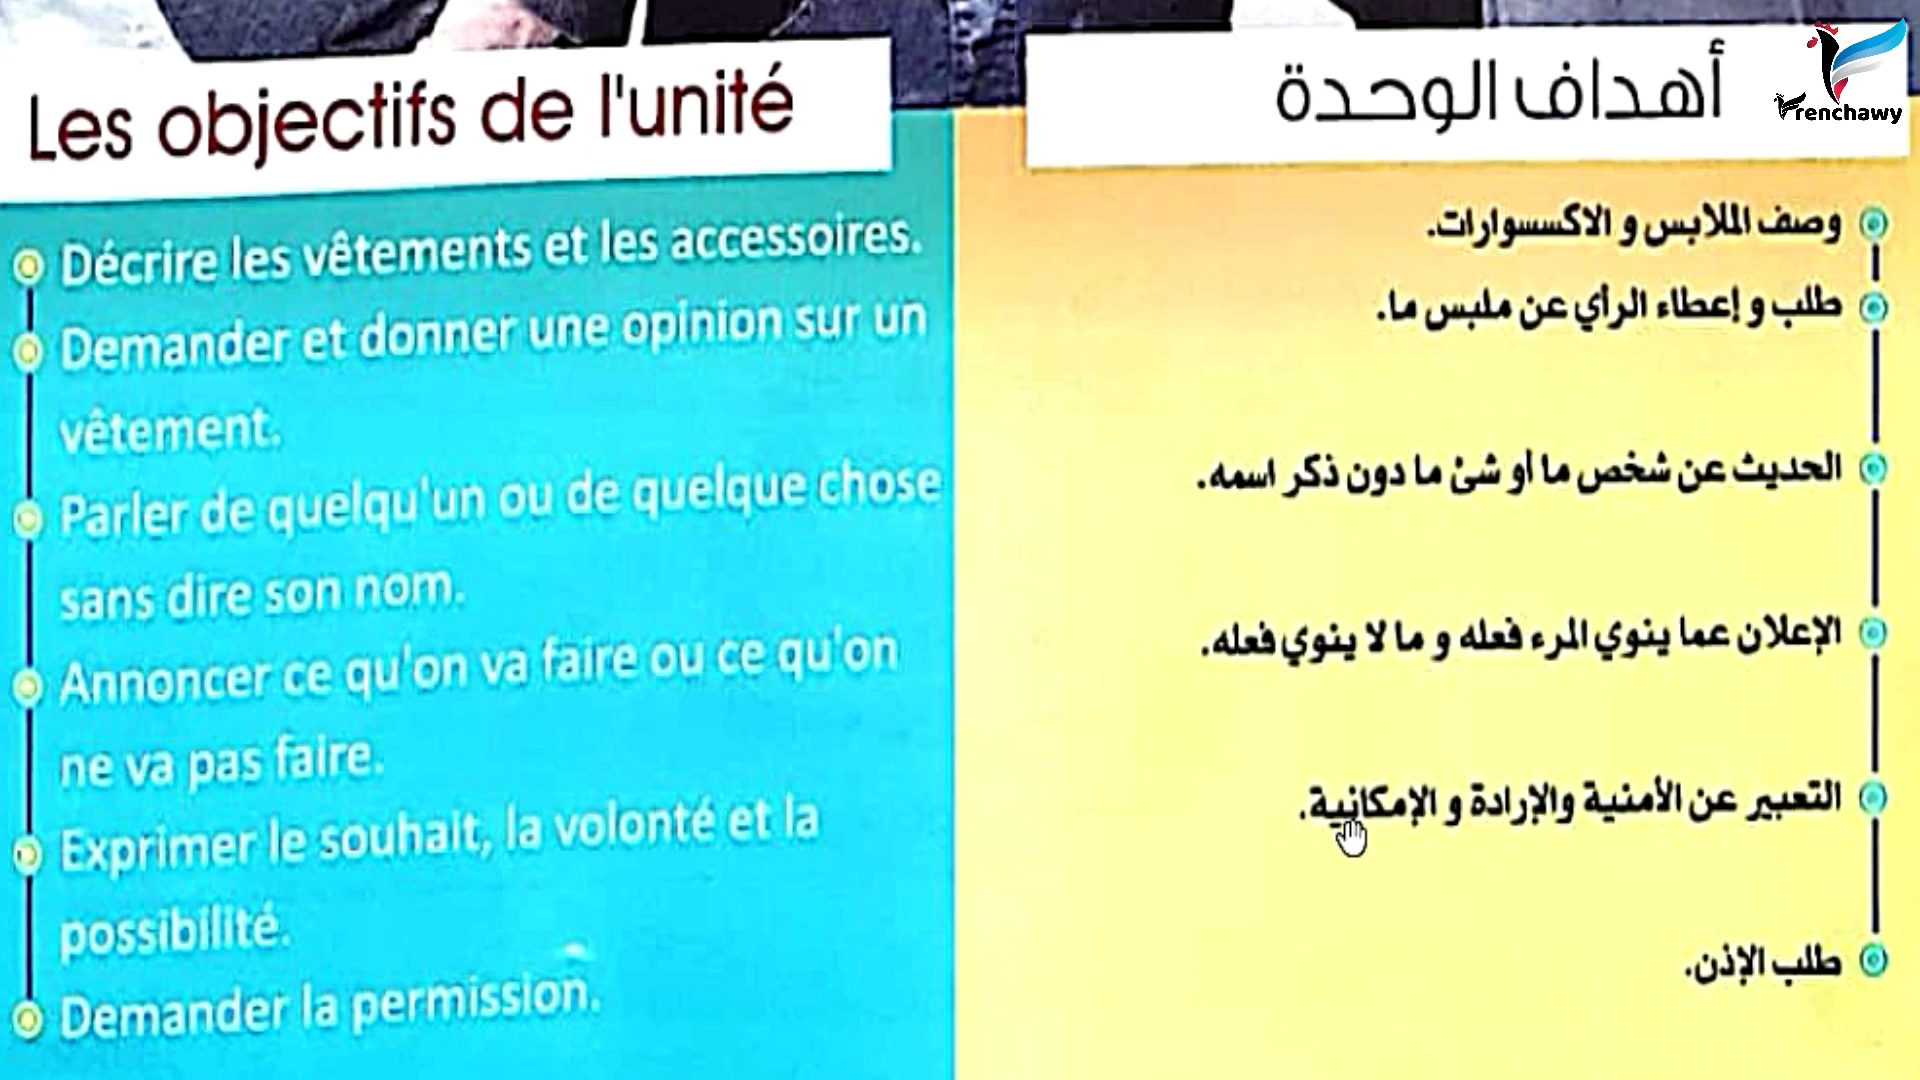 Les objectifs de l'unité
Décrire les vêtements et les accessoires.
Demander et donner une opinion sur un
vêtement.
Parler de quelqu'un ou de quelque chose
sans dire son nom.
Annoncer ce qu'on va faire ou ce qu'on
ne va pas faire.
Exprimer le souhait, la volonté et la
possibilité.
Demander la permission.
أهداف الوحدة
وصف الملابس و الاكسسوارات.
طلب و إعطاء الرأي عن ملبس ما.
الحديث عن شخص ما أو شئ ما دون ذكر اسمه.
الإعلان عما ينوي المرء فعله و ما لا ينوي فعله.
التعبير عن الأمنية والإرادة و الإمكانية.
طلب الإذن.
Frenchawy